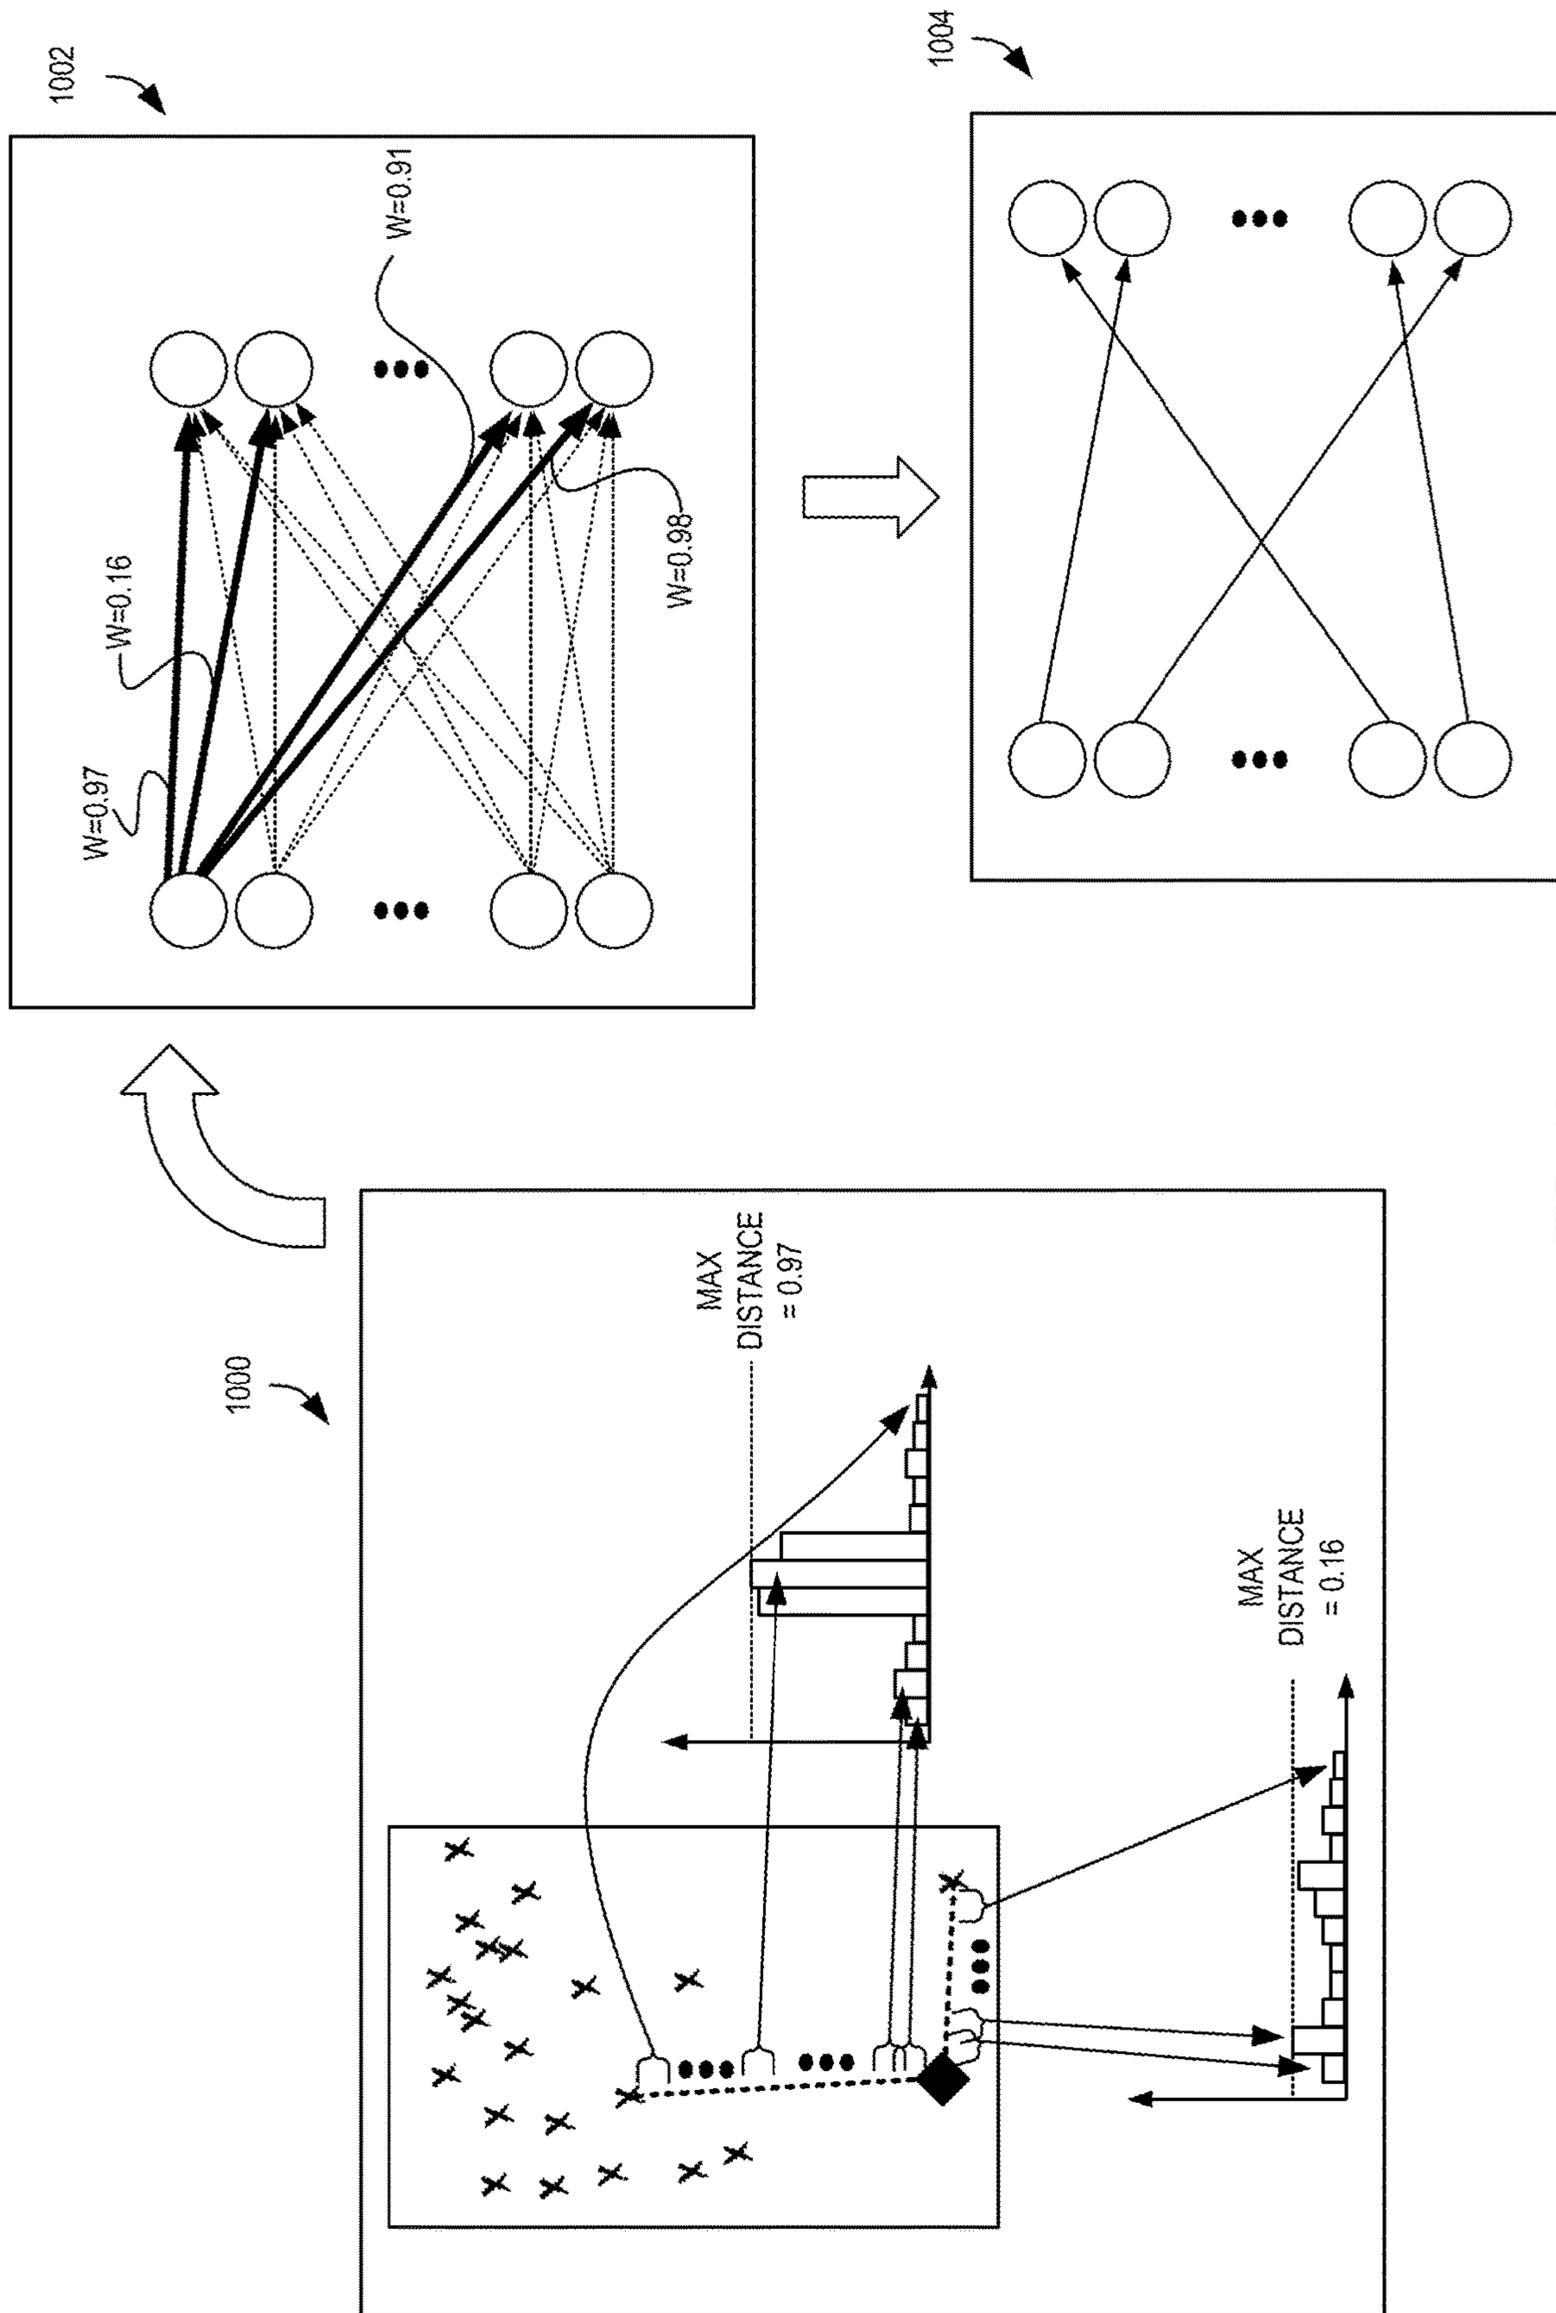 1000
MAX
DISTANCE
= 0.97
MAX
DISTANCE
= 0.16
1002
W=0.97
W=0.16
W=0.91
W=0.98
1004